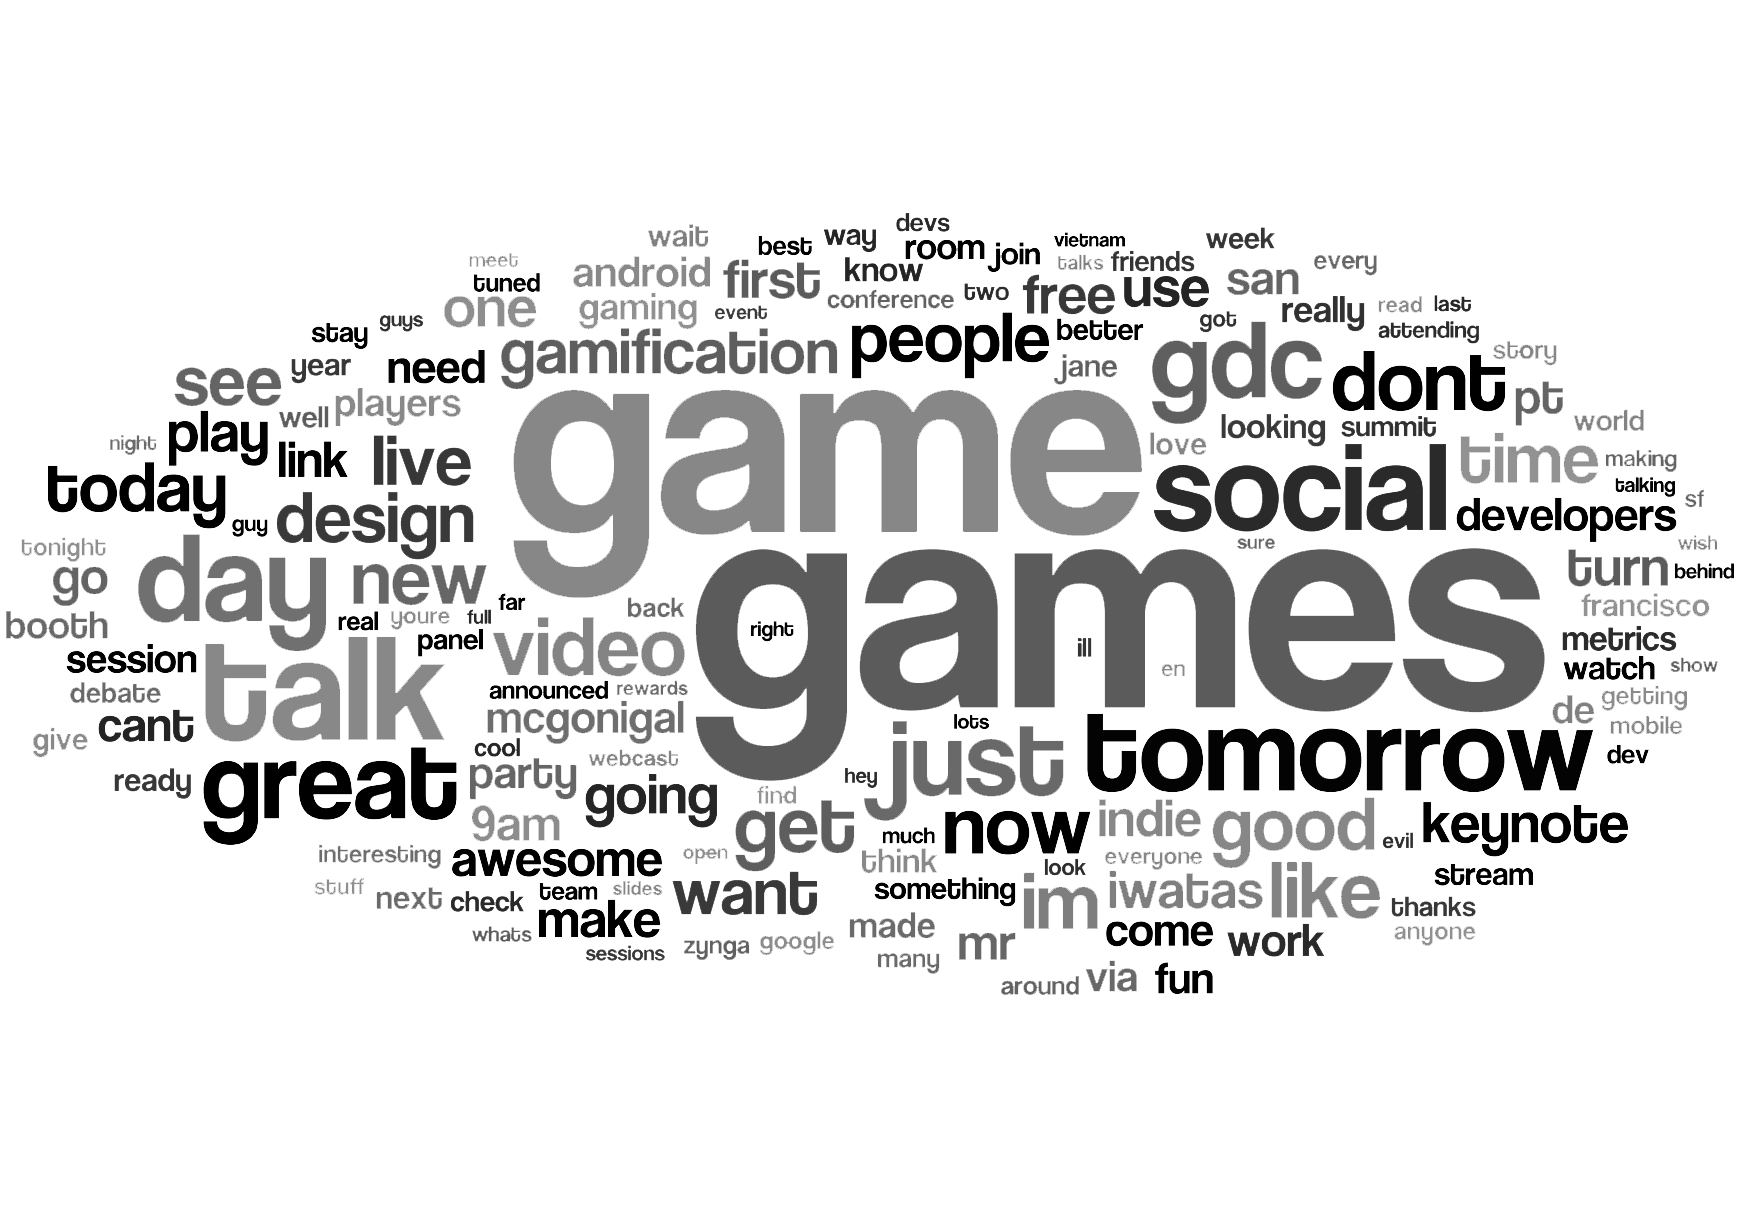 devs
wait best way room join vietnam week
meet android first know talks friends san every
tuned
one gaming event conference two free use really read last
stay guys got attending
year need gamification people better story
see jane gdc dont pt
well players looking summit world
night play link live game love time making
today talking
guy design social developers sf
tonight sure wish
go day new games turn behind
real youre full far back francisco
booth panel video right ill metrics
session talk en watch show
debate announced rewards getting
cant mcgonigal lots de mobile
give cool webcast just tomorrow dev
ready great party going hey
9am find get much now indie good evil keynote
interesting awesome open think everyone
stuff next check team slides want something look im iwatas like stream
make thanks
whats made mr come work anyone
sessions zynga google many
around via fun